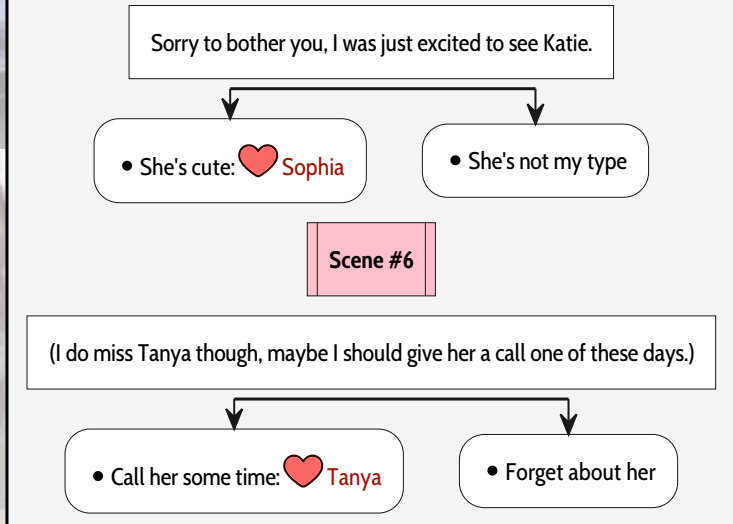 Sorry to bother you, I was just excited to see Katie.
• She's cute: Sophia
• She's not my type
Scene #6
(I do miss Tanya though, maybe I should give her a call one of these days.)
• Call her some time: Tanya
• Forget about her